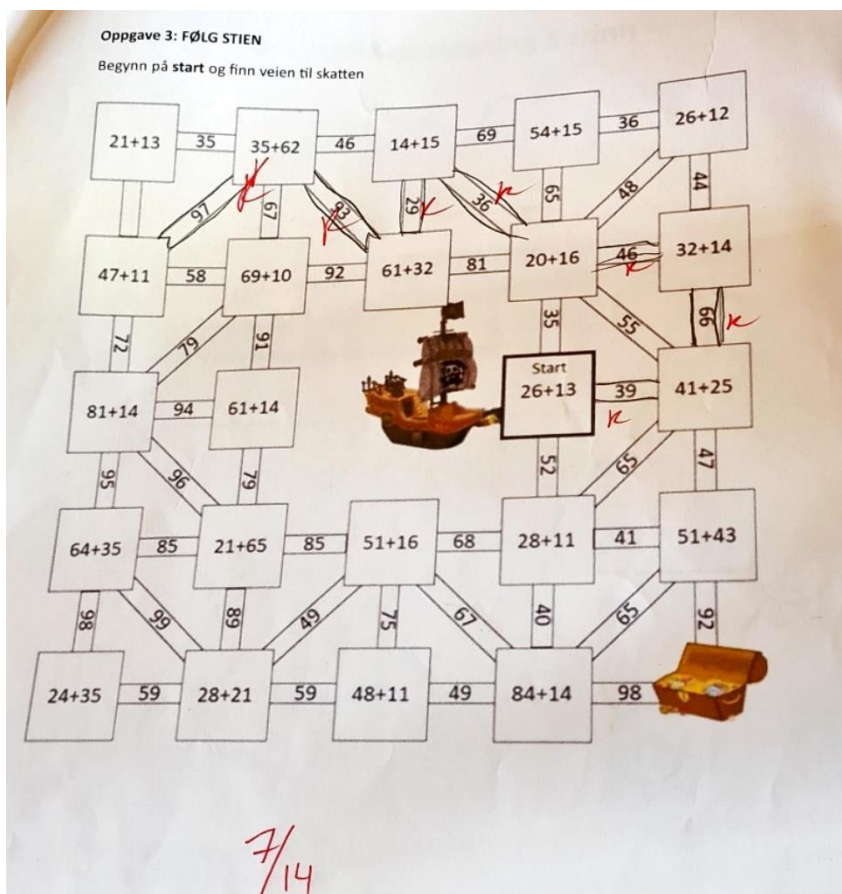 Oppgave 3: FØLG STIEN
Begynn på start og finn veien til skatten
21+13 35 35+62 46 14+15 69 54+15 36 26+12
97 67 93 29 36 65 48 44
47+11 58 69+10 92 61+32 81 20+16 46 32+14
72 79 91 35 55 66
Start
81+14 94 61+14 26+13 39 41+25
95 96 79 52 65 47
64+35 85 21+65 85 51+16 68 28+11 41 51+43
98 99 89 49 75 67 40 65 92
24+35 59 28+21 59 48+11 49 84+14 98
7/14